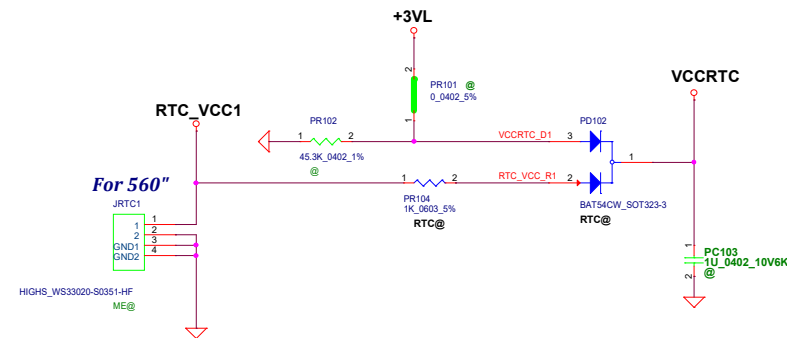 +3VL
2
PR101 @
0_0402_5%
1
VCCRTC
RTC_VCC1
PR102
1
2
45.3K_0402_1%
@
VCCRTC_D1
3
PD102
1
For 560"
JRTC1
1
2
PR104
1K_0603_5%
RTC@
RTC_VCC_R1
2
BAT54CW_SOT323-3
RTC@
1
1
2
2
GND1
3
GND2
4
1
PC103
1U_0402_10V6K
2
@
HIGHS_WS33020-S0351-HF
ME@